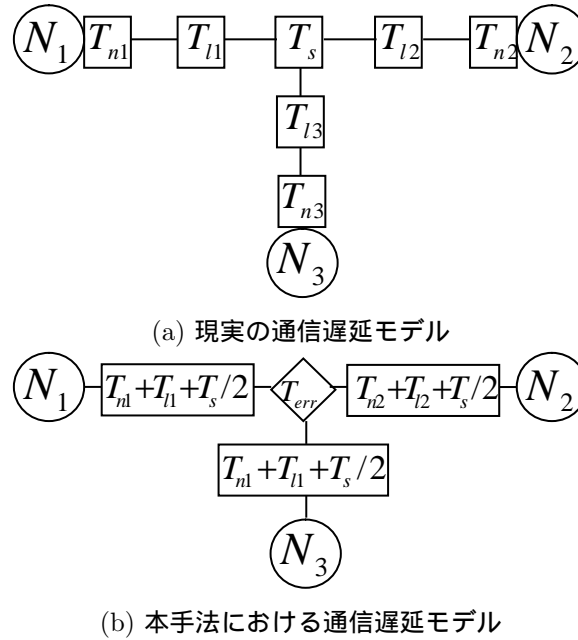 N₁ Tₙ₁ Tₗ₁ Tₛ Tₗ₂ Tₙ₂ N₂
Tₗ₃
Tₙ₃
N₃
(a) 現実の通信遅延モデル
N₁ Tₙ₁+Tₗ₁+Tₛ/2 Tₑᵣᵣ Tₙ₂+Tₗ₂+Tₛ/2 N₂
Tₙ₁+Tₗ₁+Tₛ/2
N₃
(b) 本手法における通信遅延モデル